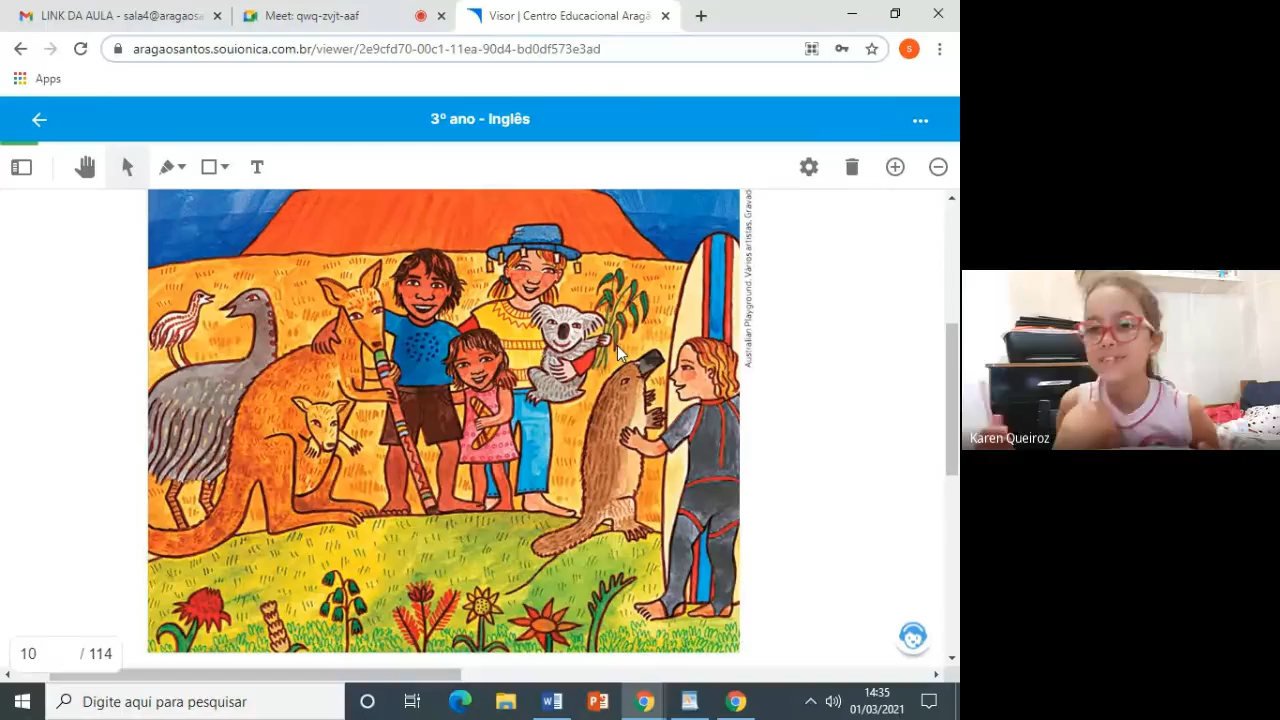 LINK DA AULA - sala4@aragaos
Meet: qwq-zvjt-aaf
Visor | Centro Educacional Aragã
aragaosantos.souionica.com.br/viewer/2e9cfd70-00c1-11ea-90d4-bd0df573e3ad
S
Apps
3º ano - Inglês
T
Australian Playground. Vários artistas. Gravad
Karen Queiroz
10 / 114
Digite aqui para pesquisar
14:35
01/03/2021